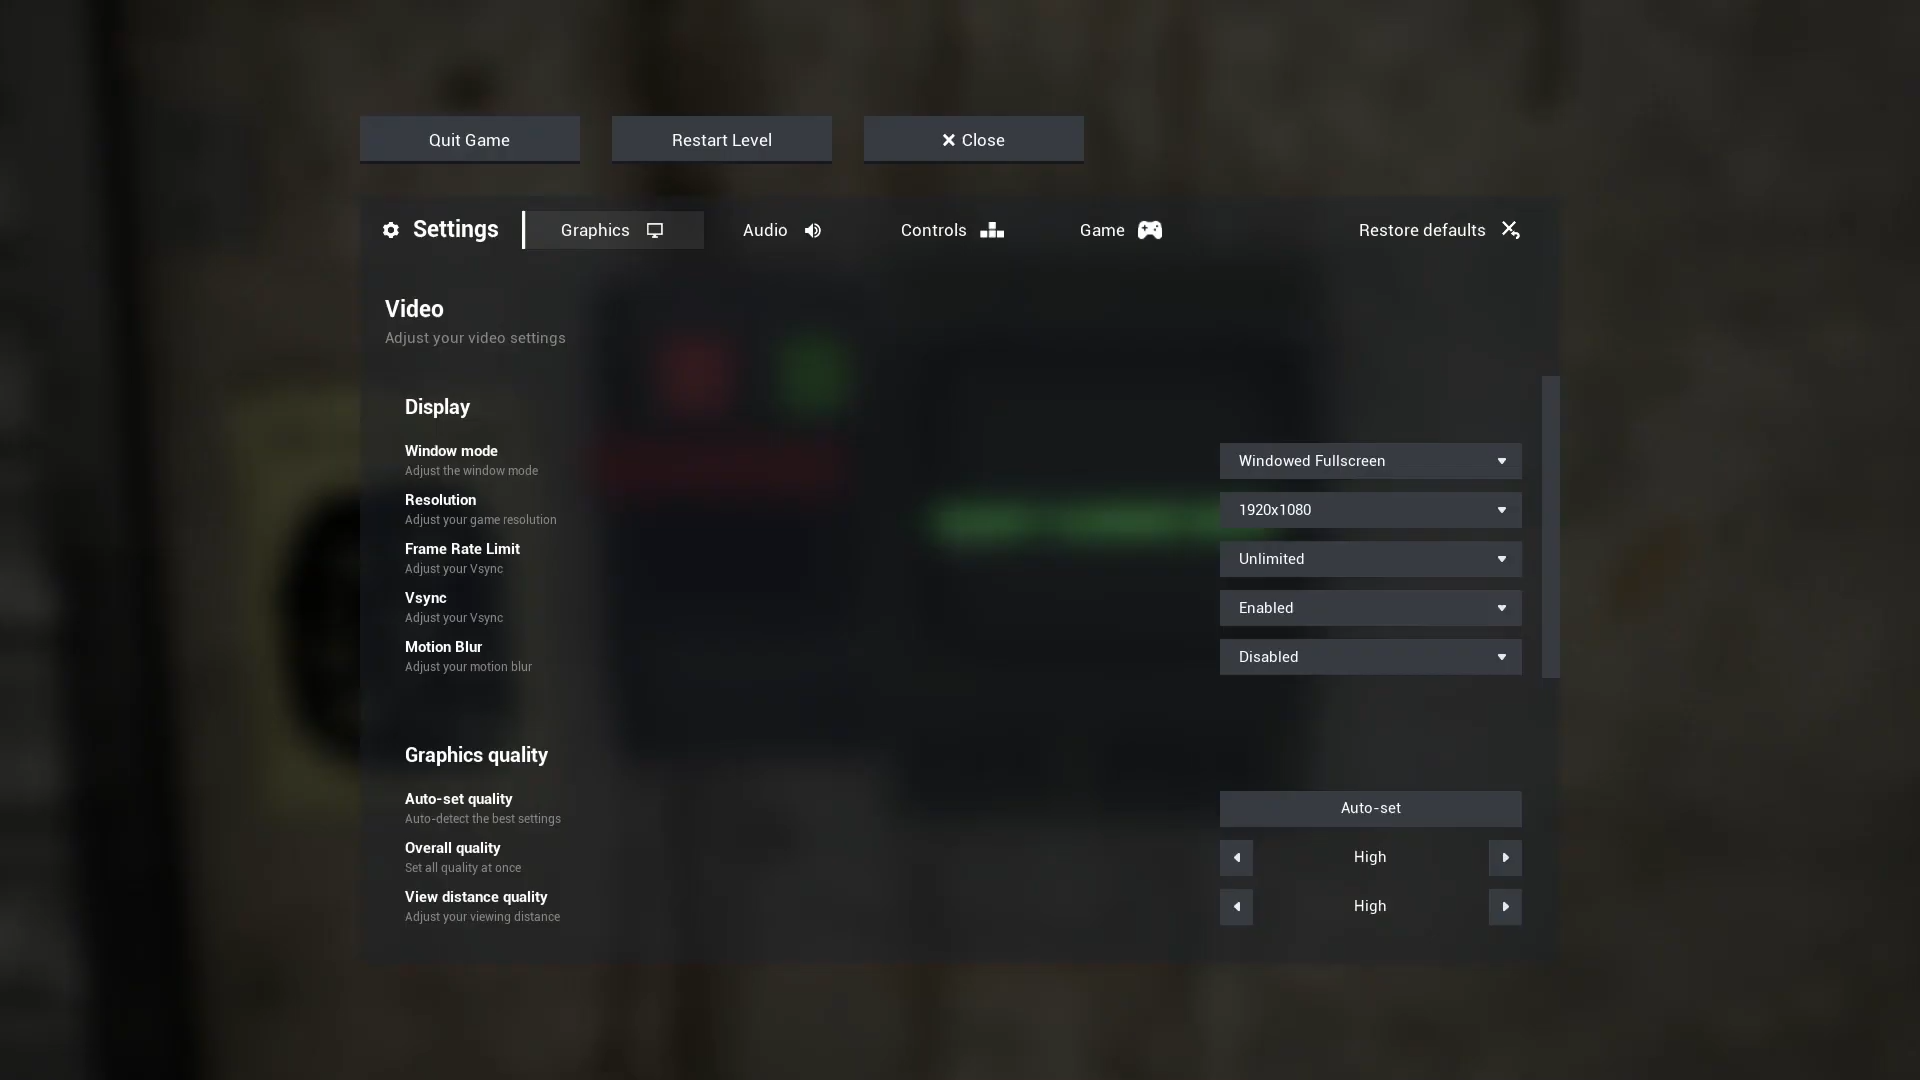 Quit Game
Restart Level
Close
Settings
Graphics
Audio
Controls
Game
Restore defaults
Video
Adjust your video settings
Display
Window mode
Adjust the window mode
Windowed Fullscreen
Resolution
Adjust your game resolution
1920x1080
Frame Rate Limit
Adjust your Vsync
Unlimited
Vsync
Adjust your Vsync
Enabled
Motion Blur
Adjust your motion blur
Disabled
Graphics quality
Auto-set quality
Auto-detect the best settings
Auto-set
Overall quality
Set all quality at once
High
View distance quality
Adjust your viewing distance
High